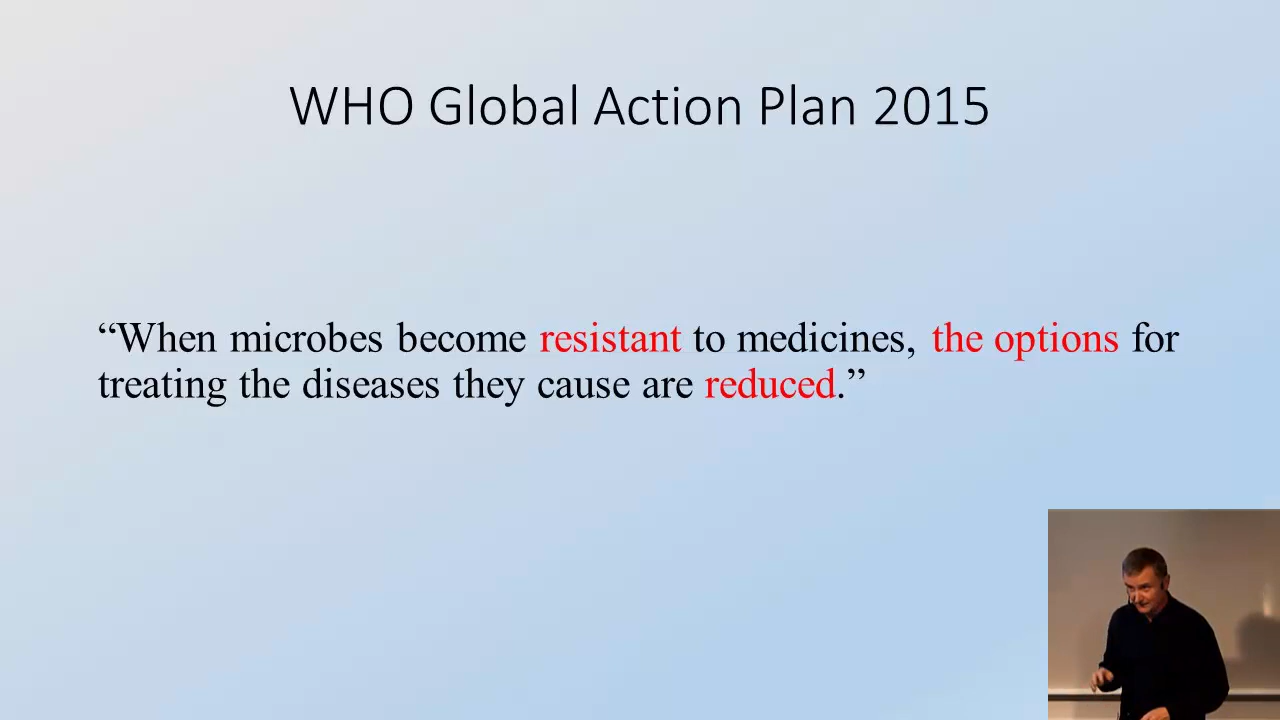 WHO Global Action Plan 2015
“When microbes become resistant to medicines, the options for
treating the diseases they cause are reduced.”